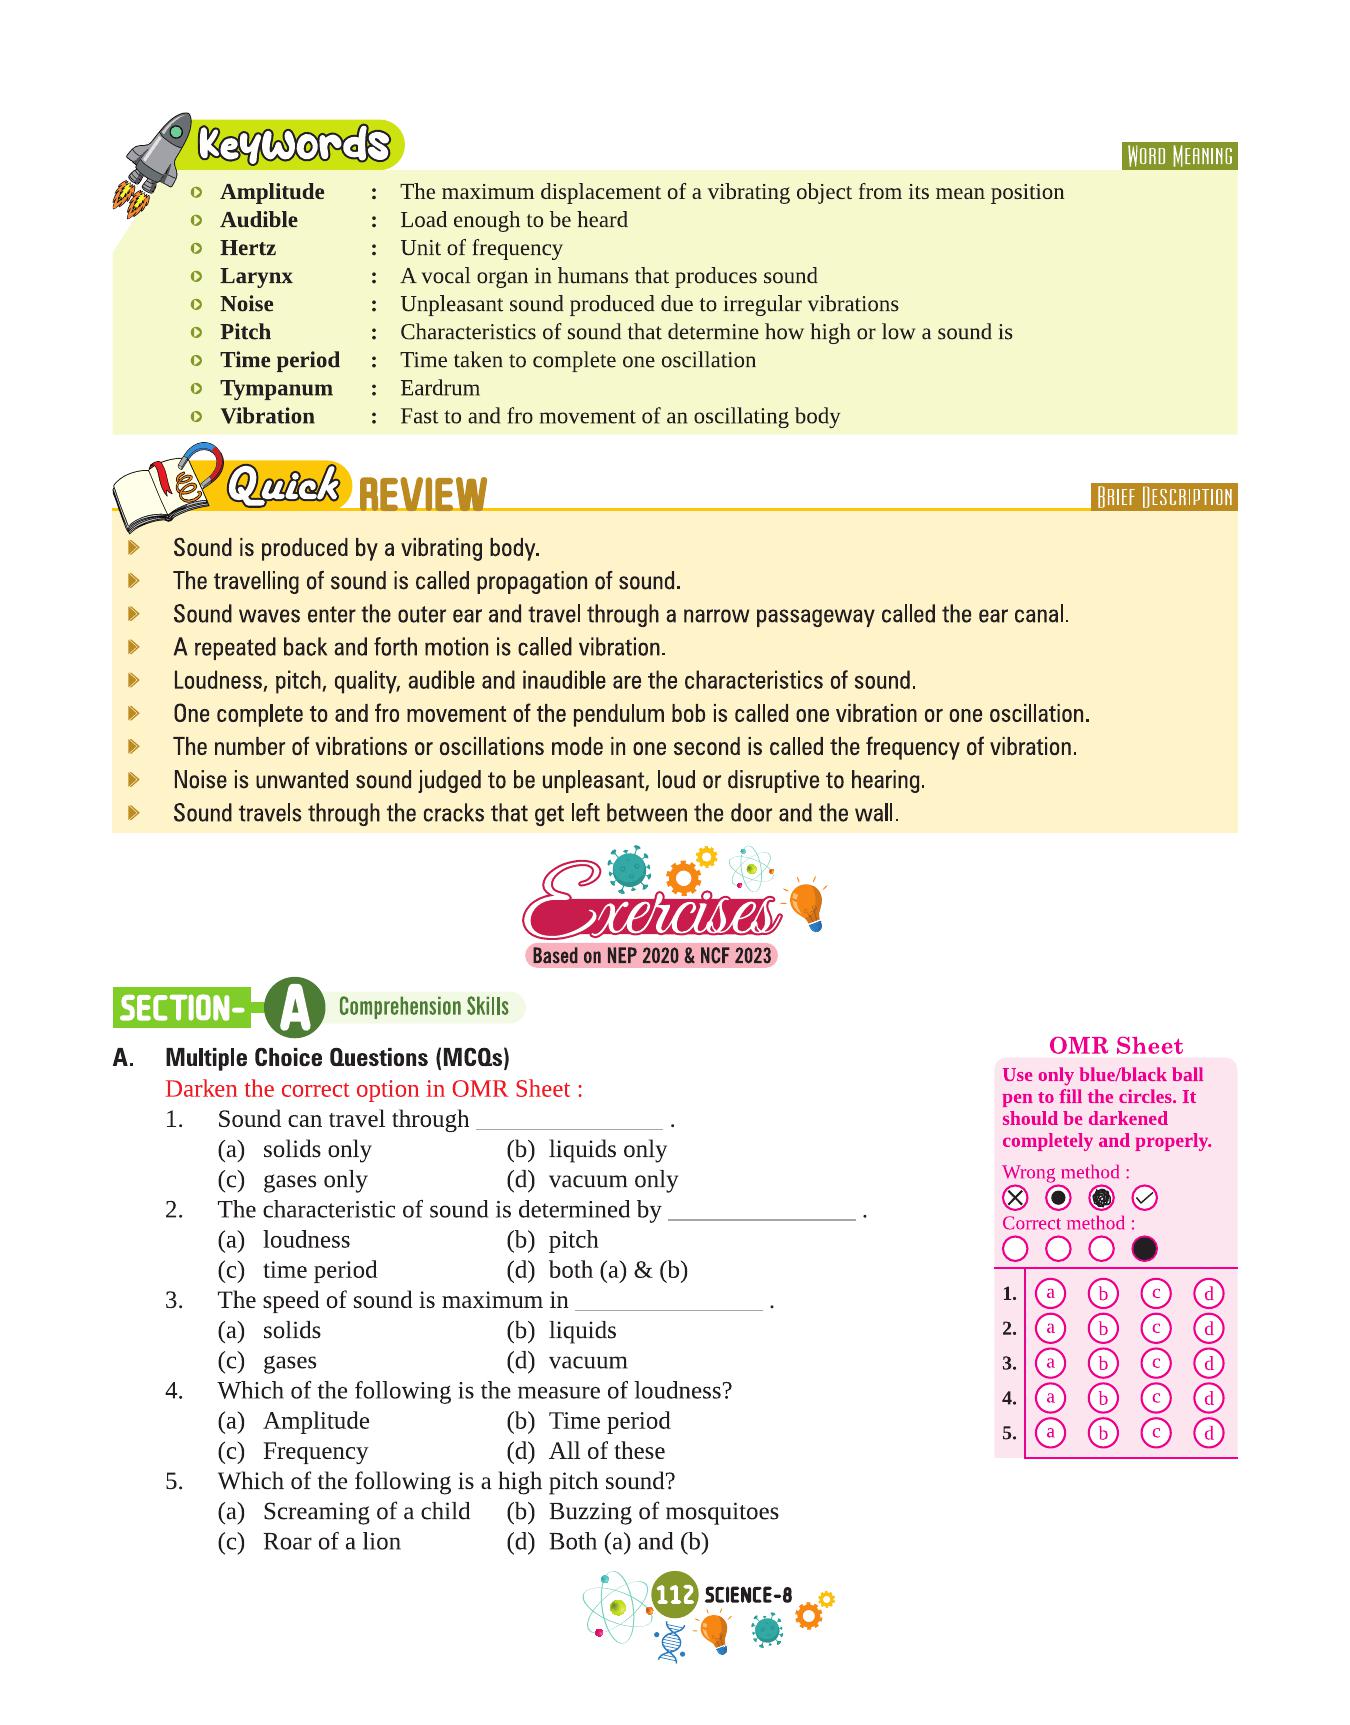 Keywords
WORD MEANING
Amplitude : The maximum displacement of a vibrating object from its mean position
Audible : Load enough to be heard
Hertz : Unit of frequency
Larynx : A vocal organ in humans that produces sound
Noise : Unpleasant sound produced due to irregular vibrations
Pitch : Characteristics of sound that determine how high or low a sound is
Time period : Time taken to complete one oscillation
Tympanum : Eardrum
Vibration : Fast to and fro movement of an oscillating body
Quick REVIEW
BRIEF DESCRIPTION
Sound is produced by a vibrating body.
The travelling of sound is called propagation of sound.
Sound waves enter the outer ear and travel through a narrow passageway called the ear canal.
A repeated back and forth motion is called vibration.
Loudness, pitch, quality, audible and inaudible are the characteristics of sound.
One complete to and fro movement of the pendulum bob is called one vibration or one oscillation.
The number of vibrations or oscillations mode in one second is called the frequency of vibration.
Noise is unwanted sound judged to be unpleasant, loud or disruptive to hearing.
Sound travels through the cracks that get left between the door and the wall.
Exercises
Based on NEP 2020 & NCF 2023
SECTION- A Comprehension Skills
A. Multiple Choice Questions (MCQs)
Darken the correct option in OMR Sheet :
1. Sound can travel through _______________ .
(a) solids only (b) liquids only
(c) gases only (d) vacuum only
2. The characteristic of sound is determined by _______________ .
(a) loudness (b) pitch
(c) time period (d) both (a) & (b)
3. The speed of sound is maximum in _______________ .
(a) solids (b) liquids
(c) gases (d) vacuum
4. Which of the following is the measure of loudness?
(a) Amplitude (b) Time period
(c) Frequency (d) All of these
5. Which of the following is a high pitch sound?
(a) Screaming of a child (b) Buzzing of mosquitoes
(c) Roar of a lion (d) Both (a) and (b)
OMR Sheet
Use only blue/black ball
pen to fill the circles. It
should be darkened
completely and properly.
Wrong method :
Correct method :
1. a b c d
2. a b c d
3. a b c d
4. a b c d
5. a b c d
112 SCIENCE-8